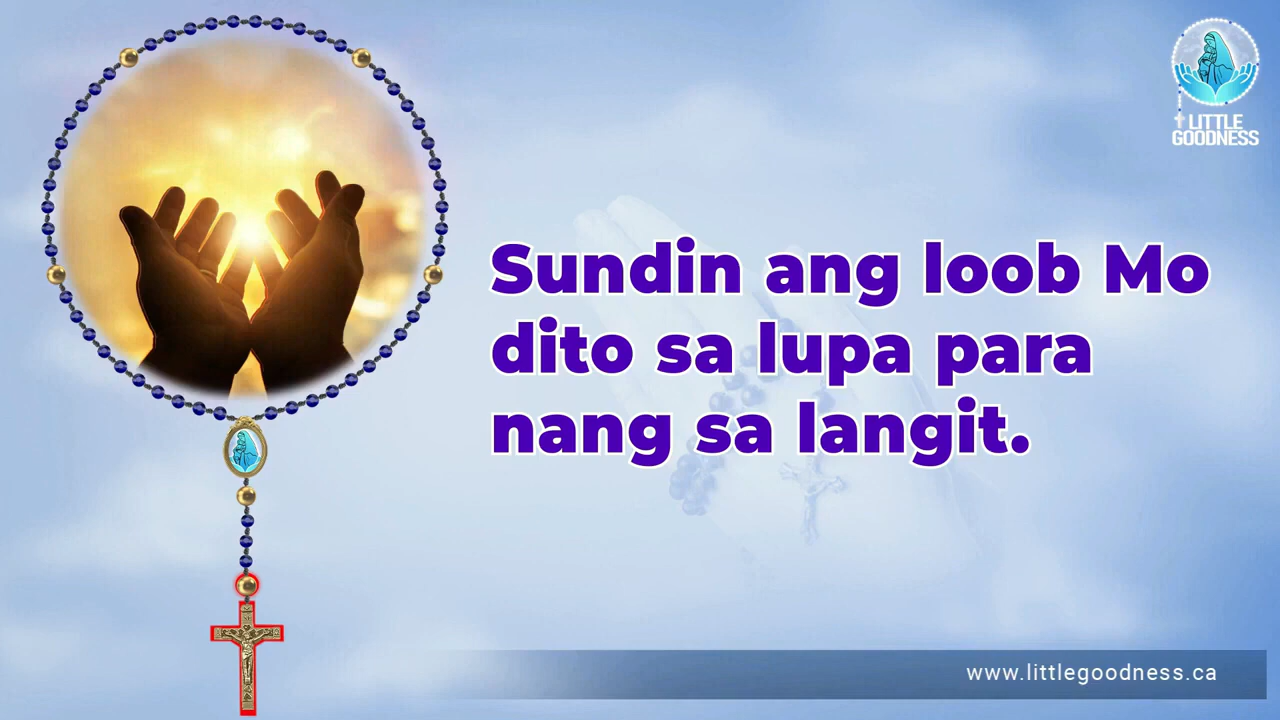 LITTLE
GOODNESS
Sundin ang loob Mo
dito sa lupa para
nang sa langit.
www.littlegoodness.ca